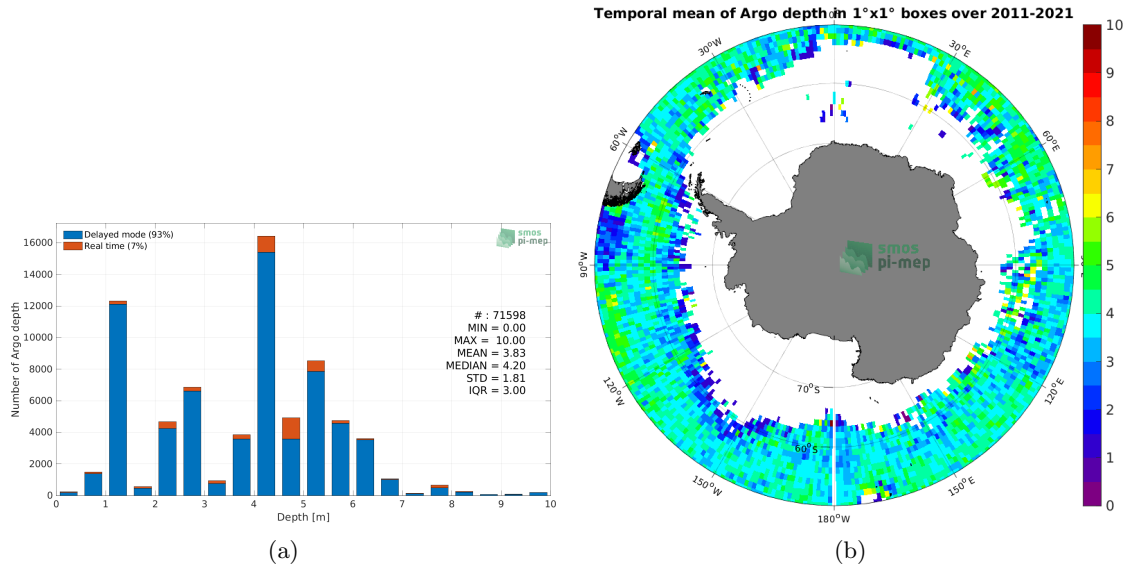 Temporal mean of Argo depth in 1°x1° boxes over 2011-2021
Delayed mode (93%)
Real time (7%)
smos
pi-mep
# : 71598
MIN = 0.00
MAX = 10.00
MEAN = 3.83
MEDIAN = 4.20
STD = 1.81
IQR = 3.00
Number of Argo depth
16000
14000
12000
10000
8000
6000
4000
2000
0
0 1 2 3 4 5 6 7 8 9 10
Depth [m]
(a)
30°W
30°E
60°W
60°E
90°W
120°W
120°E
150°W
150°E
180°W
70°S
60°S
smos
pi-mep
10
9
8
7
6
5
4
3
2
1
0
(b)